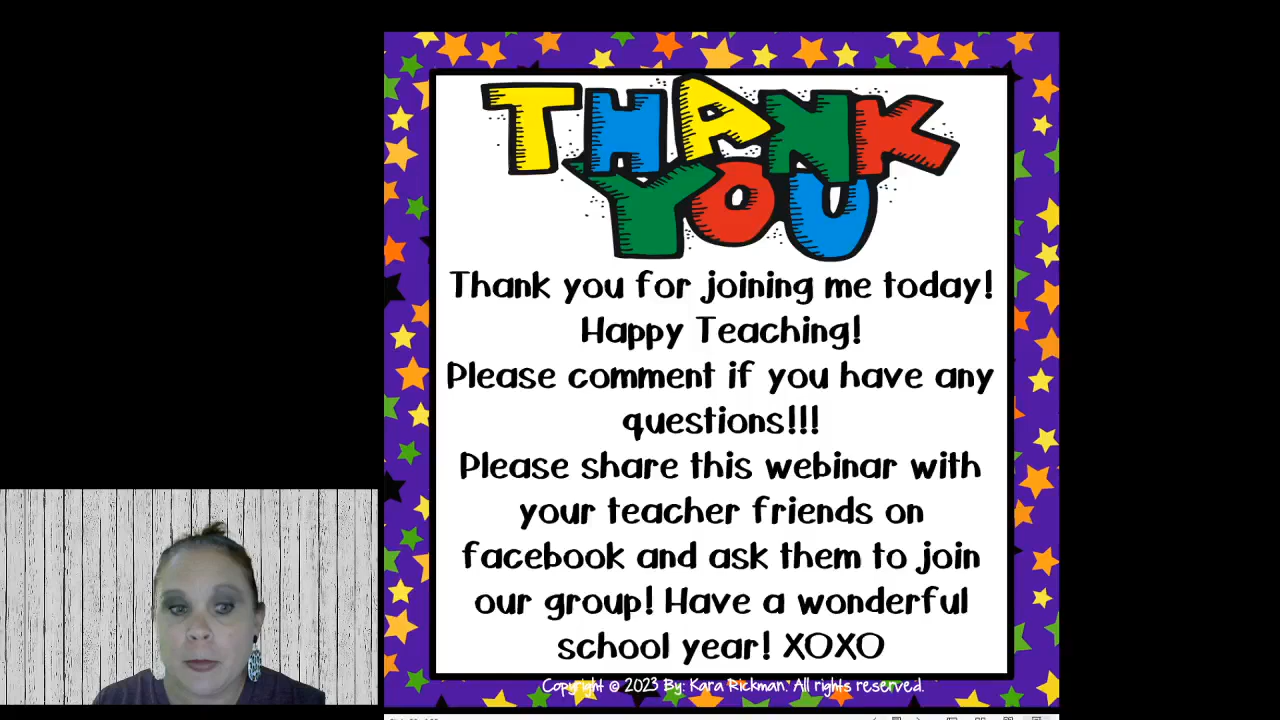 THANK
YOU
Thank you for joining me today!
Happy Teaching!
Please comment if you have any
questions!!!
Please share this webinar with
your teacher friends on
facebook and ask them to join
our group! Have a wonderful
school year! XOXO
Copyright © 2023 By: Kara Rickman. All rights reserved.